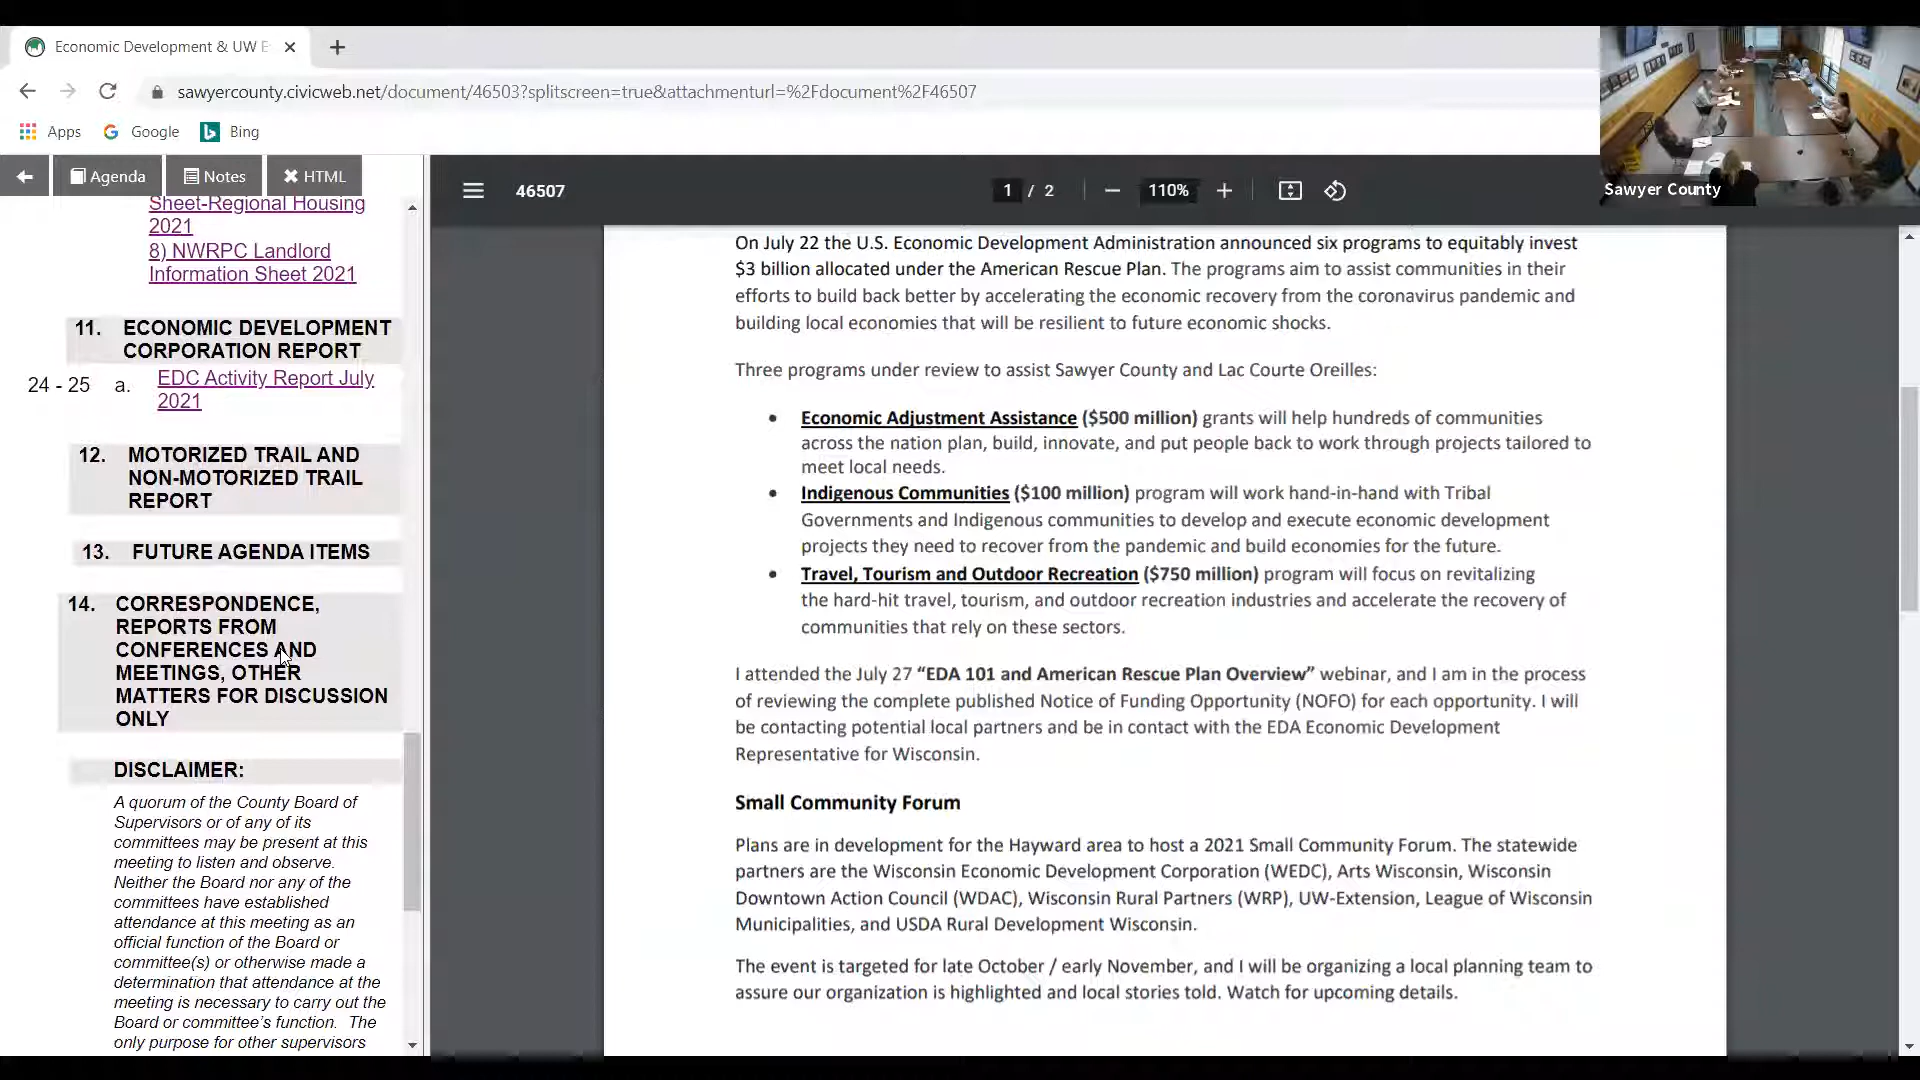 Economic Development & UW E
sawyercounty.civicweb.net/document/46503?splitscreen=true&attachmenturl=%2Fdocument%2F46507
Apps Google Bing
Agenda Notes HTML
Sheet-Regional Housing
2021
8) NWRPC Landlord
Information Sheet 2021
11. ECONOMIC DEVELOPMENT
CORPORATION REPORT
24 - 25 a. EDC Activity Report July
2021
12. MOTORIZED TRAIL AND
NON-MOTORIZED TRAIL
REPORT
13. FUTURE AGENDA ITEMS
14. CORRESPONDENCE,
REPORTS FROM
CONFERENCES AND
MEETINGS, OTHER
MATTERS FOR DISCUSSION
ONLY
DISCLAIMER:
A quorum of the County Board of
Supervisors or of any of its
committees may be present at this
meeting to listen and observe.
Neither the Board nor any of the
committees have established
attendance at this meeting as an
official function of the Board or
committee(s) or otherwise made a
determination that attendance at the
meeting is necessary to carry out the
Board or committee's function. The
only purpose for other supervisors
46507
1 / 2
110%
Sawyer County
On July 22 the U.S. Economic Development Administration announced six programs to equitably invest
$3 billion allocated under the American Rescue Plan. The programs aim to assist communities in their
efforts to build back better by accelerating the economic recovery from the coronavirus pandemic and
building local economies that will be resilient to future economic shocks.
Three programs under review to assist Sawyer County and Lac Courte Oreilles:
• Economic Adjustment Assistance ($500 million) grants will help hundreds of communities
across the nation plan, build, innovate, and put people back to work through projects tailored to
meet local needs.
• Indigenous Communities ($100 million) program will work hand-in-hand with Tribal
Governments and Indigenous communities to develop and execute economic development
projects they need to recover from the pandemic and build economies for the future.
• Travel, Tourism and Outdoor Recreation ($750 million) program will focus on revitalizing
the hard-hit travel, tourism, and outdoor recreation industries and accelerate the recovery of
communities that rely on these sectors.
I attended the July 27 “EDA 101 and American Rescue Plan Overview” webinar, and I am in the process
of reviewing the complete published Notice of Funding Opportunity (NOFO) for each opportunity. I will
be contacting potential local partners and be in contact with the EDA Economic Development
Representative for Wisconsin.
Small Community Forum
Plans are in development for the Hayward area to host a 2021 Small Community Forum. The statewide
partners are the Wisconsin Economic Development Corporation (WEDC), Arts Wisconsin, Wisconsin
Downtown Action Council (WDAC), Wisconsin Rural Partners (WRP), UW-Extension, League of Wisconsin
Municipalities, and USDA Rural Development Wisconsin.
The event is targeted for late October / early November, and I will be organizing a local planning team to
assure our organization is highlighted and local stories told. Watch for upcoming details.